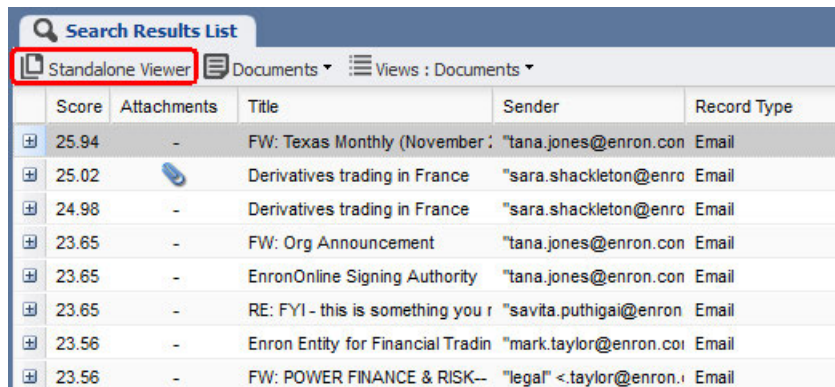 Search Results List
Standalone Viewer Documents Views : Documents
Score Attachments Title Sender Record Type
25.94 - FW: Texas Monthly (November "tana.jones@enron.con Email
25.02 Derivatives trading in France "sara.shackleton@enro Email
24.98 - Derivatives trading in France "sara.shackleton@enro Email
23.65 - FW: Org Announcement "tana.jones@enron.con Email
23.65 - EnronOnline Signing Authority "tana.jones@enron.con Email
23.65 - RE: FYI - this is something you "savita.puthigai@enron Email
23.56 - Enron Entity for Financial Tradin "mark.taylor@enron.co Email
23.56 - FW: POWER FINANCE & RISK-- "legal" <.taylor@enron. Email